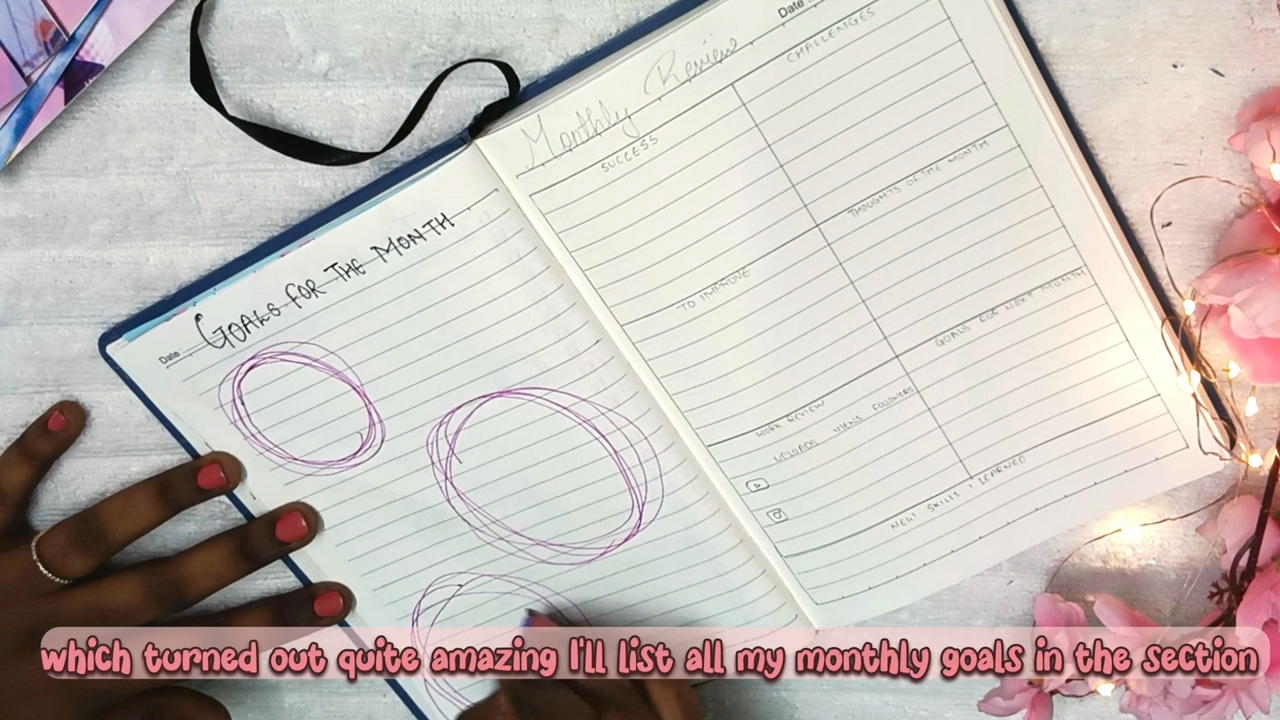 GOALS FOR THE MONTH
Date:
Monthly Review
Date:
SUCCESS
CHALLENGES
THOUGHTS OF THE MONTH
TO IMPROVE
GOALS FOR NEXT MONTH
WORK REVIEW
UPLOADS VIEWS FOLLOWERS
NEW SKILLS I LEARNED
which turned out quite amazing I'll list all my monthly goals in the section